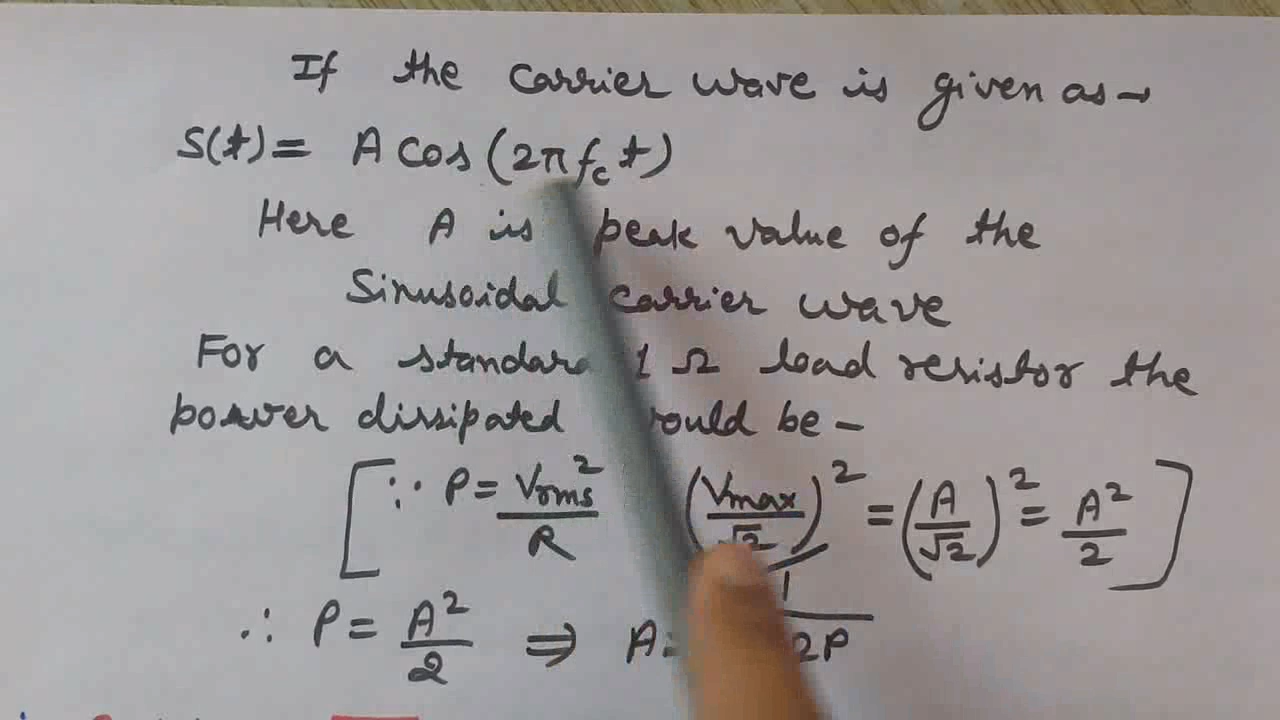 If the carrier wave is given as→
S(t) = A cos (2π fc t)
Here A is peak value of the
Sinusoidal carrier wave
For a standard 1 Ω load resistor the
power dissipated would be –
[∵ P = Vrms² / R (Vmax / √2)² / 1 = (A / √2)² = A² / 2]
∴ P = A² / 2 ⇒ A = 2P